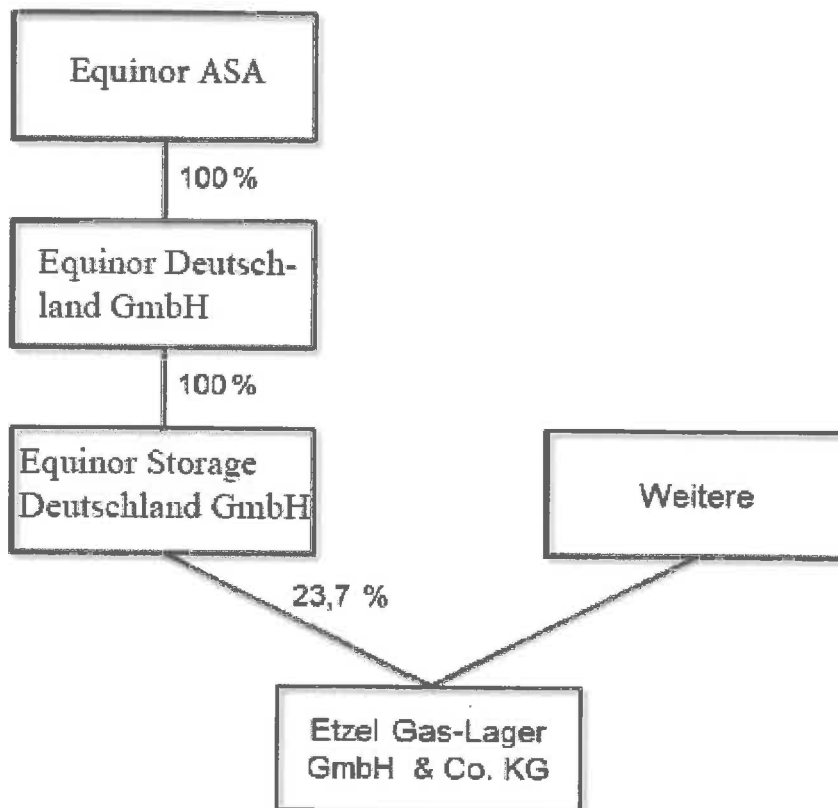 Equinor ASA
100 %
Equinor Deutsch-
land GmbH
100 %
Equinor Storage
Deutschland GmbH
Weitere
23,7 %
Etzel Gas-Lager
GmbH & Co. KG